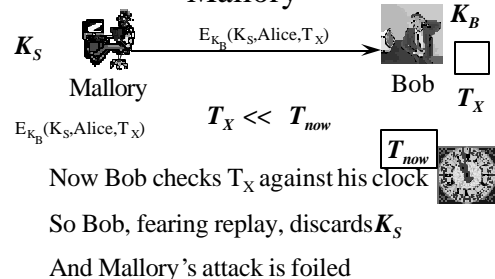 Mallory
K_B
E_{K_B}(K_S,Alice,T_X)
K_S
Mallory
Bob
T_X
E_{K_B}(K_S,Alice,T_X)
T_X << T_now
T_now
Now Bob checks T_X against his clock
So Bob, fearing replay, discards K_S
And Mallory's attack is foiled